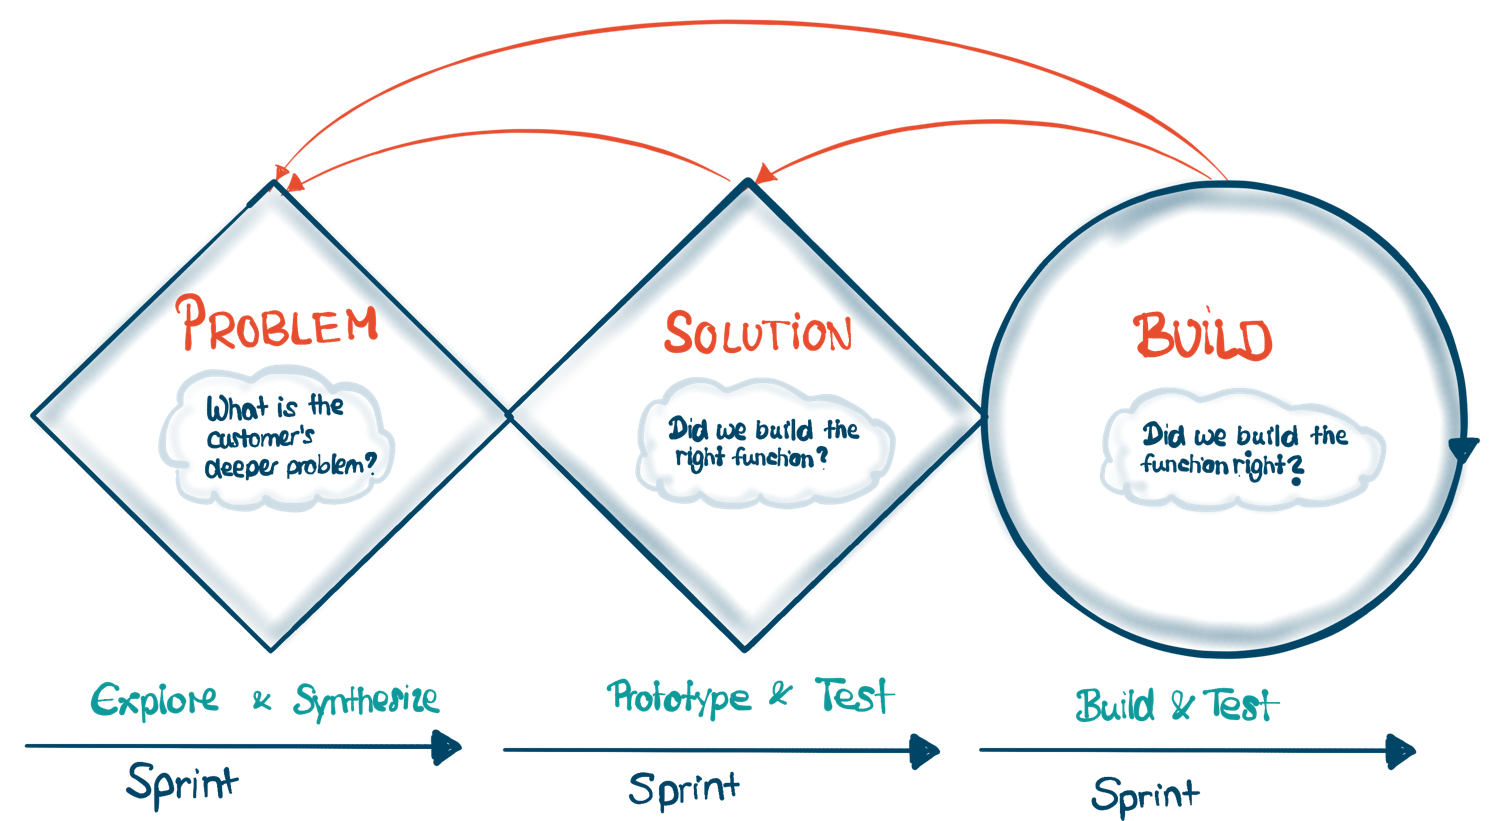 PROBLEM
What is the
customer's
deeper problem?
SOLUTION
Did we build the
right function?
BUiLD
Did we build the
function right?
Explore & Synthesize
Sprint
Prototype & Test
Sprint
Build & Test
Sprint